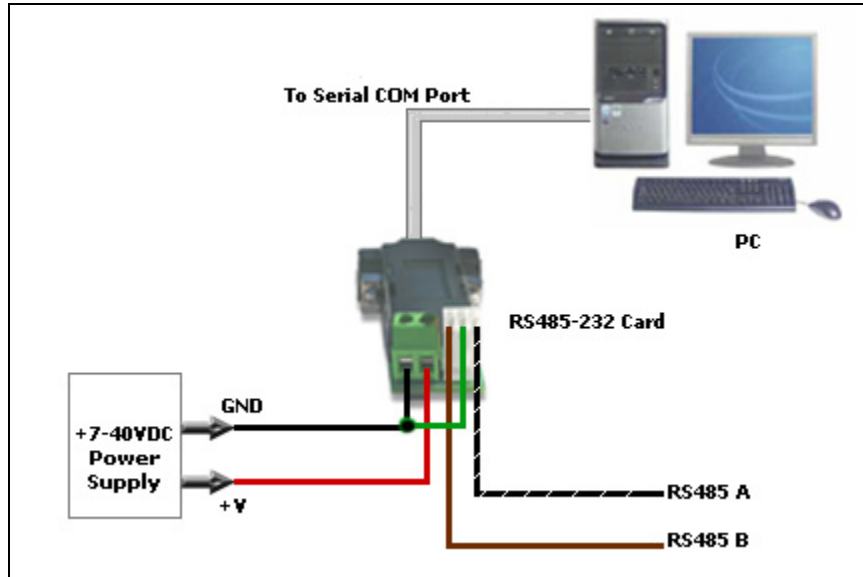 To Serial COM Port
PC
RS485-232 Card
GND
+7-40VDC
Power
Supply
+V
RS485 A
RS485 B